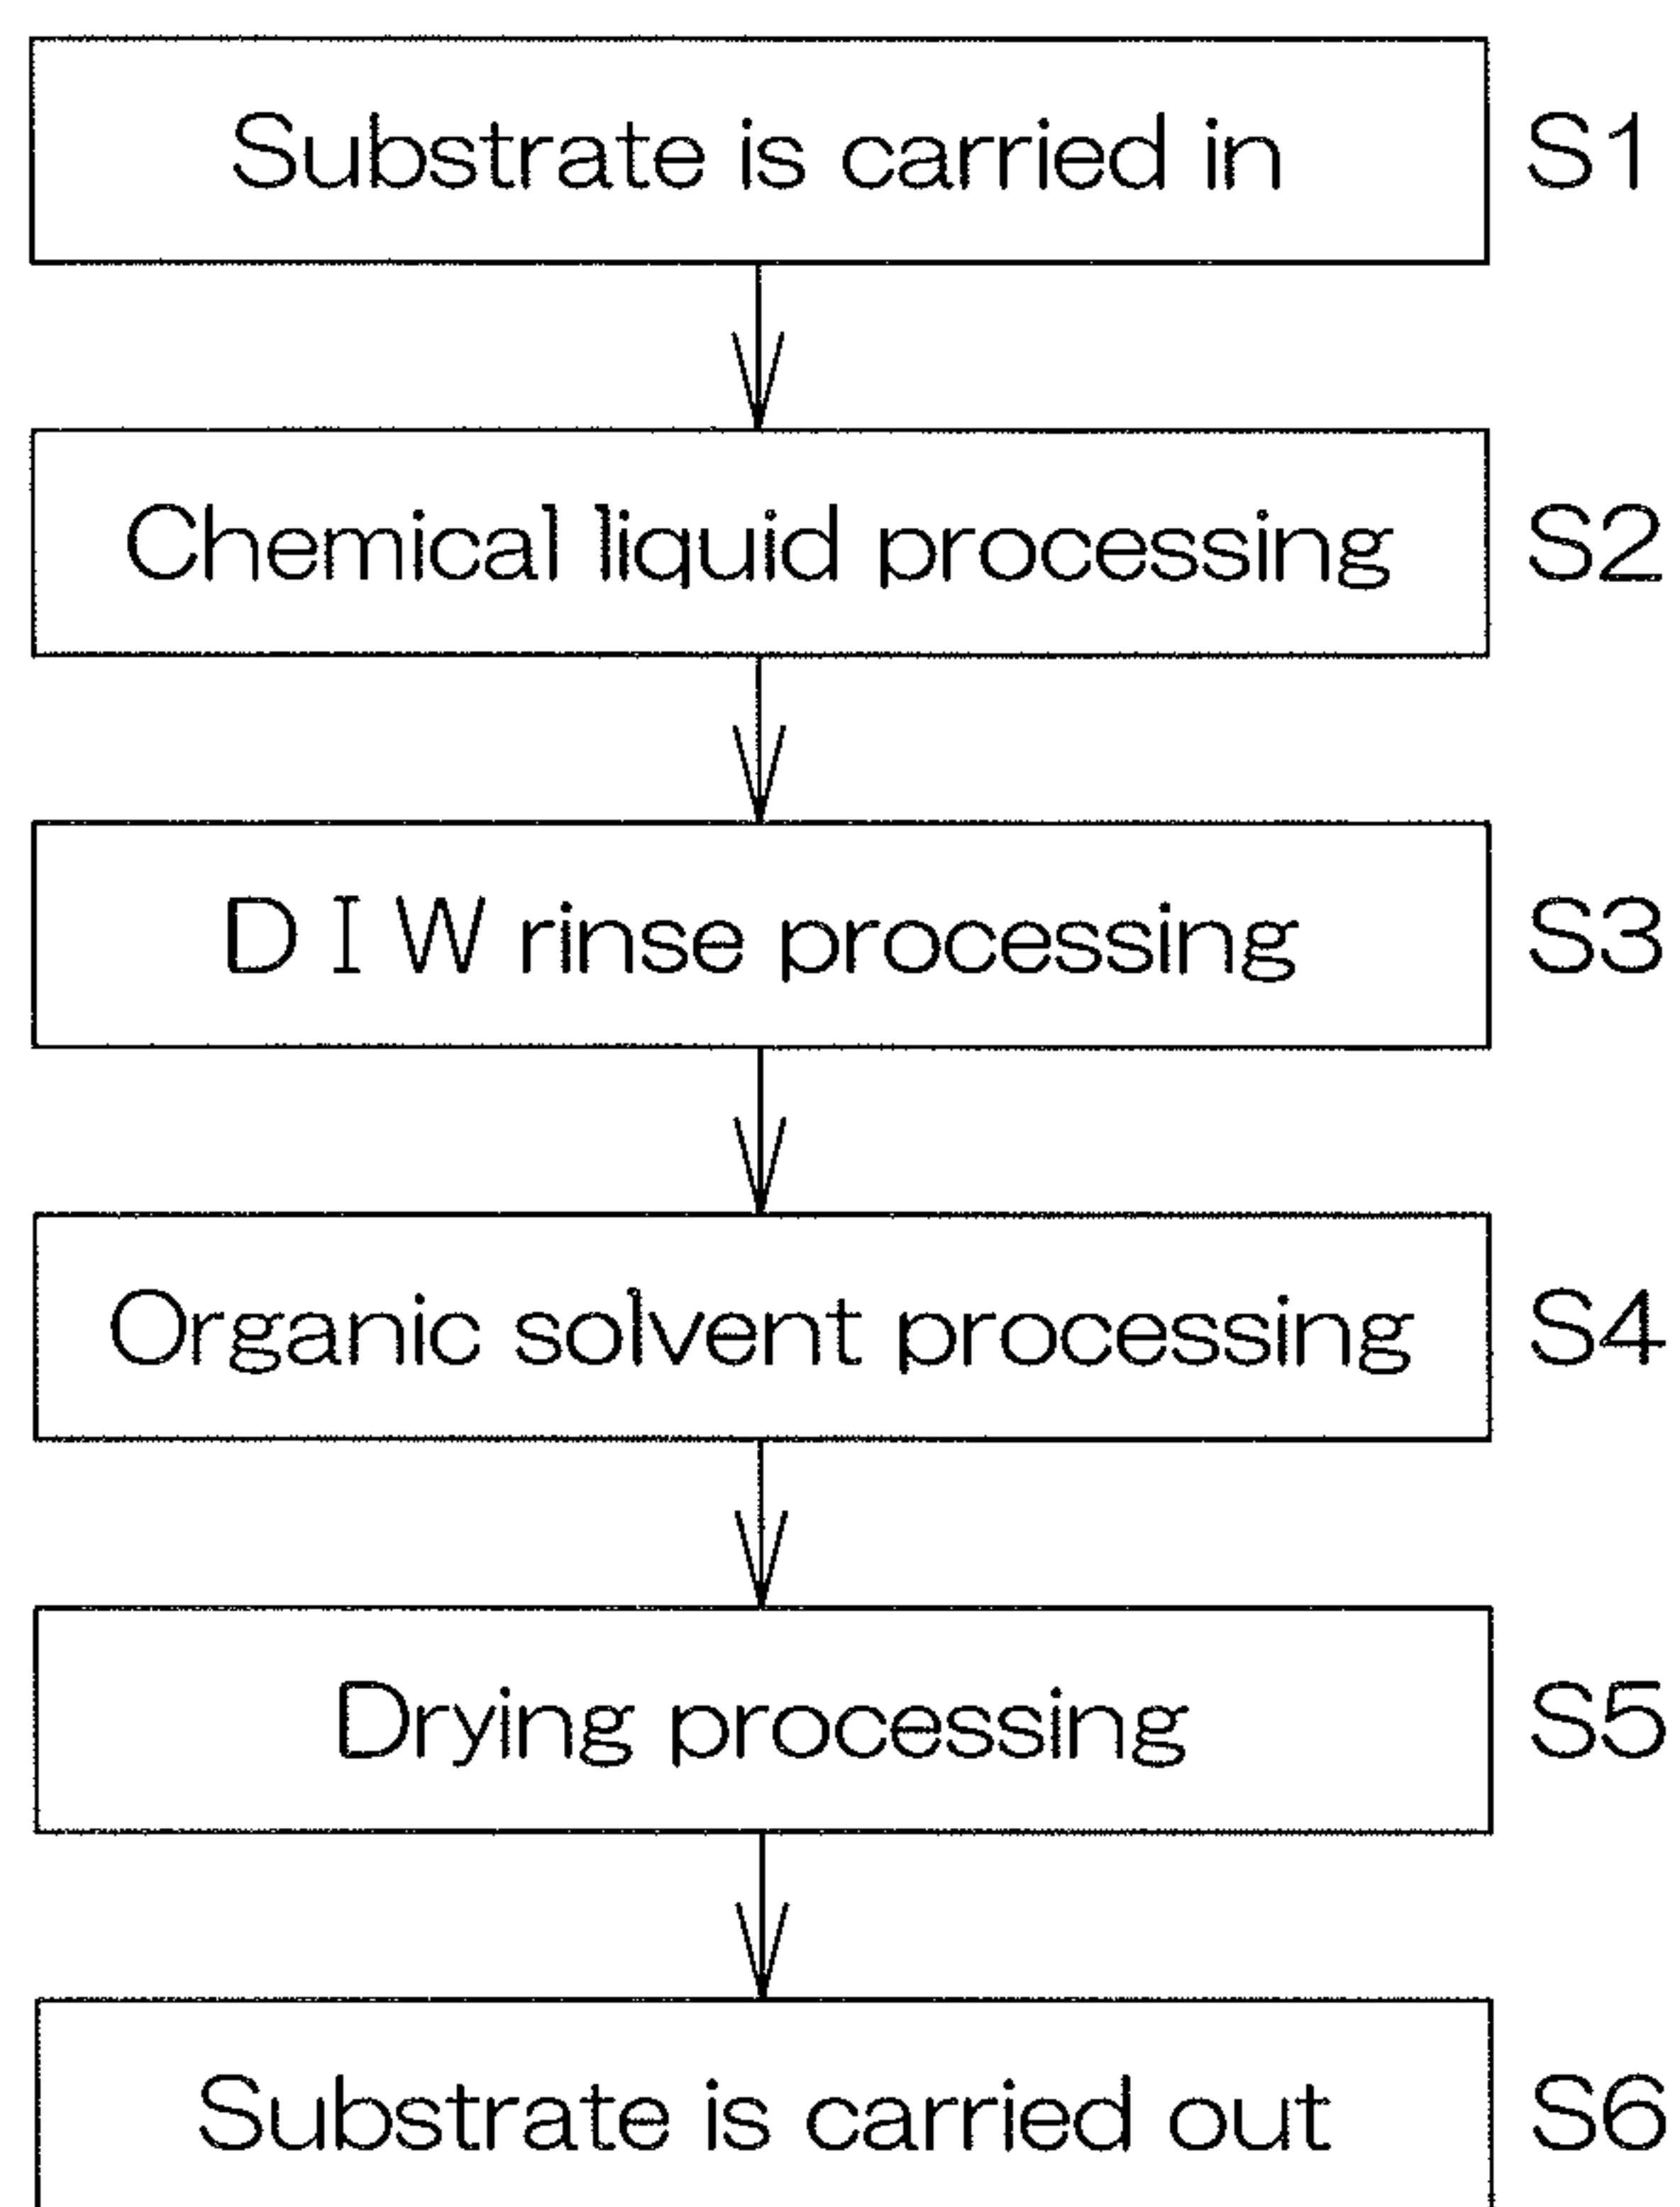 Substrate is carried in S1
Chemical liquid processing S2
D I W rinse processing S3
Organic solvent processing S4
Drying processing S5
Substrate is carried out S6